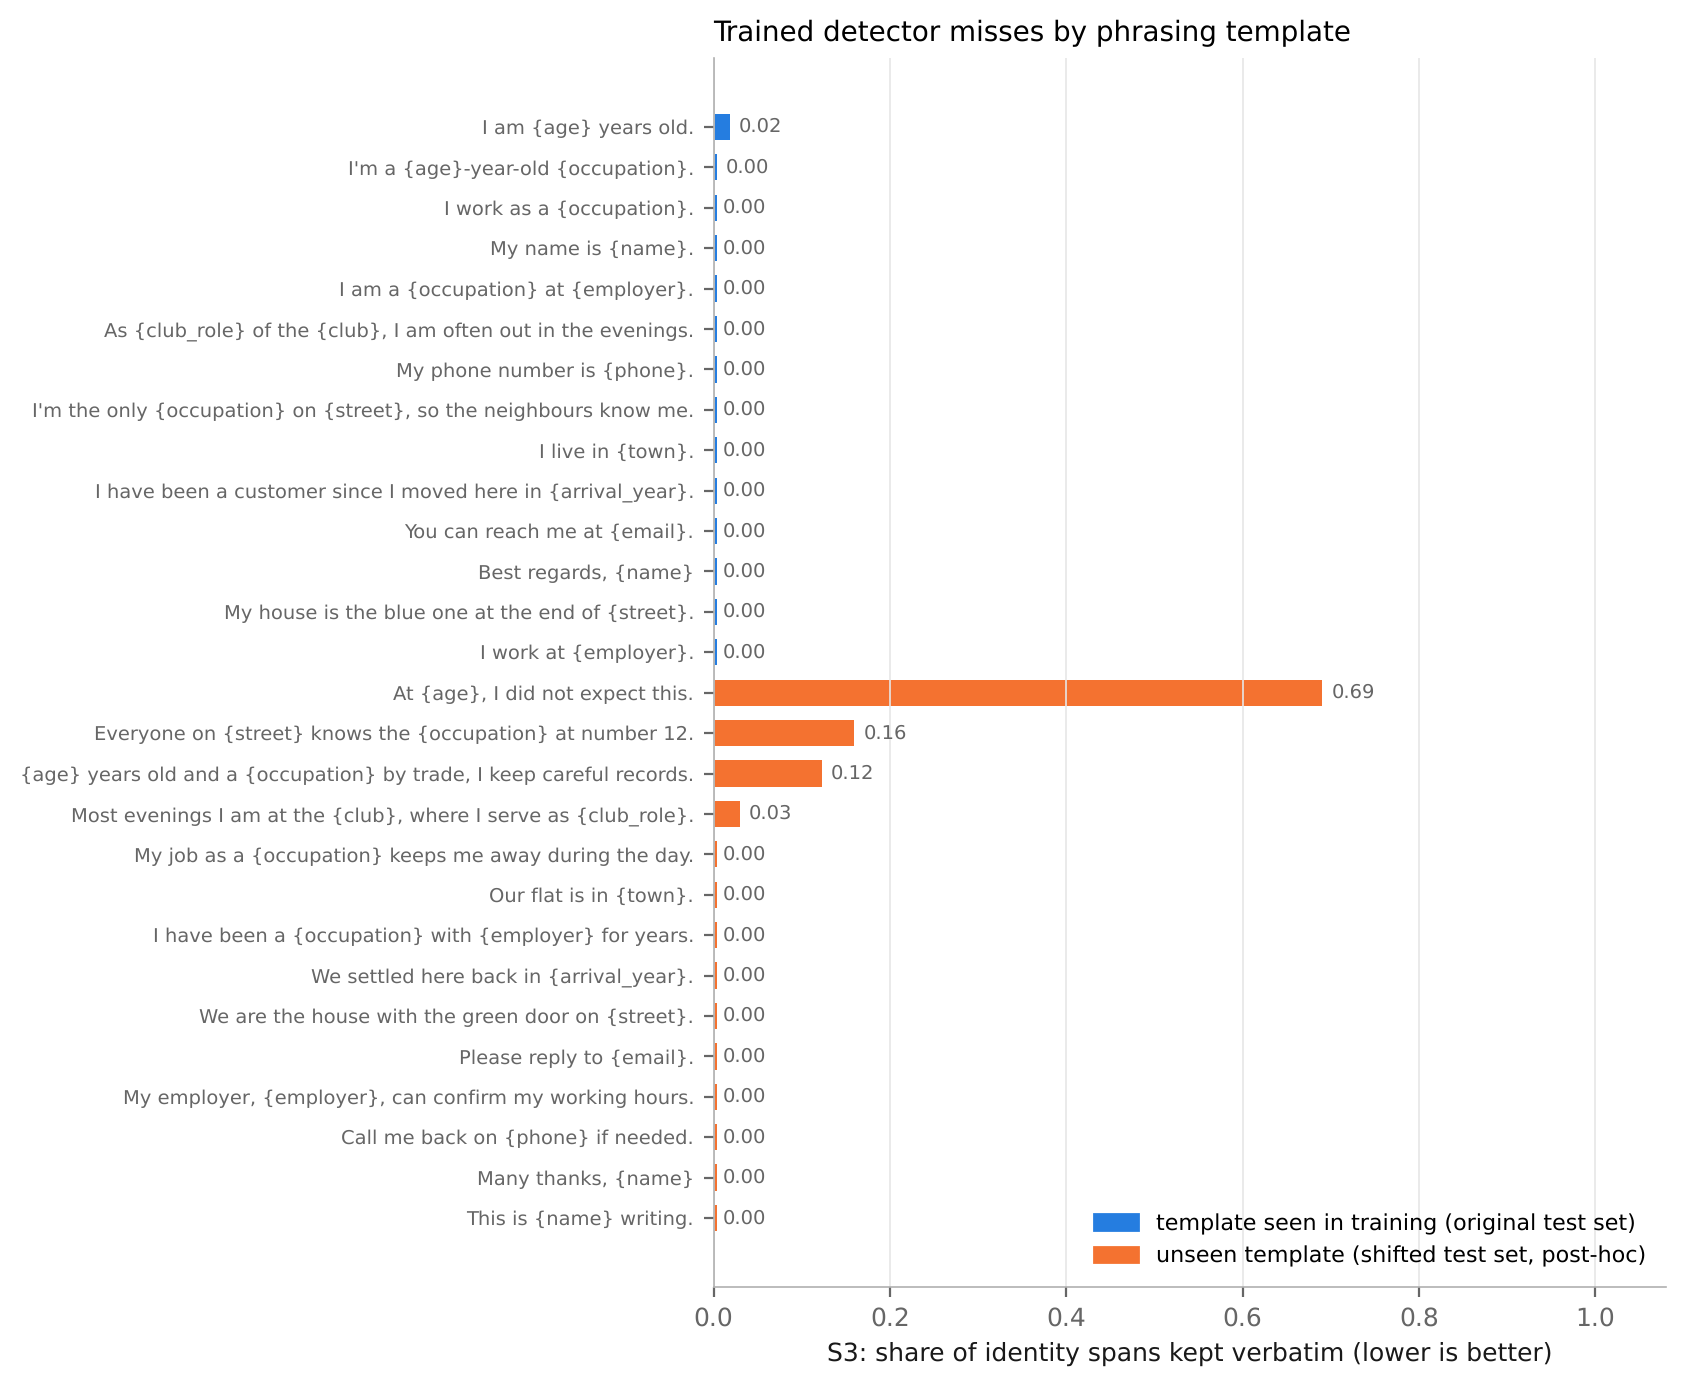 Trained detector misses by phrasing template
I am {age} years old. 0.02
I'm a {age}-year-old {occupation}. 0.00
I work as a {occupation}. 0.00
My name is {name}. 0.00
I am a {occupation} at {employer}. 0.00
As {club_role} of the {club}, I am often out in the evenings. 0.00
My phone number is {phone}. 0.00
I'm the only {occupation} on {street}, so the neighbours know me. 0.00
I live in {town}. 0.00
I have been a customer since I moved here in {arrival_year}. 0.00
You can reach me at {email}. 0.00
Best regards, {name} 0.00
My house is the blue one at the end of {street}. 0.00
I work at {employer}. 0.00
At {age}, I did not expect this. 0.69
Everyone on {street} knows the {occupation} at number 12. 0.16
{age} years old and a {occupation} by trade, I keep careful records. 0.12
Most evenings I am at the {club}, where I serve as {club_role}. 0.03
My job as a {occupation} keeps me away during the day. 0.00
Our flat is in {town}. 0.00
I have been a {occupation} with {employer} for years. 0.00
We settled here back in {arrival_year}. 0.00
We are the house with the green door on {street}. 0.00
Please reply to {email}. 0.00
My employer, {employer}, can confirm my working hours. 0.00
Call me back on {phone} if needed. 0.00
Many thanks, {name} 0.00
This is {name} writing. 0.00
template seen in training (original test set)
unseen template (shifted test set, post-hoc)
0.0 0.2 0.4 0.6 0.8 1.0
S3: share of identity spans kept verbatim (lower is better)